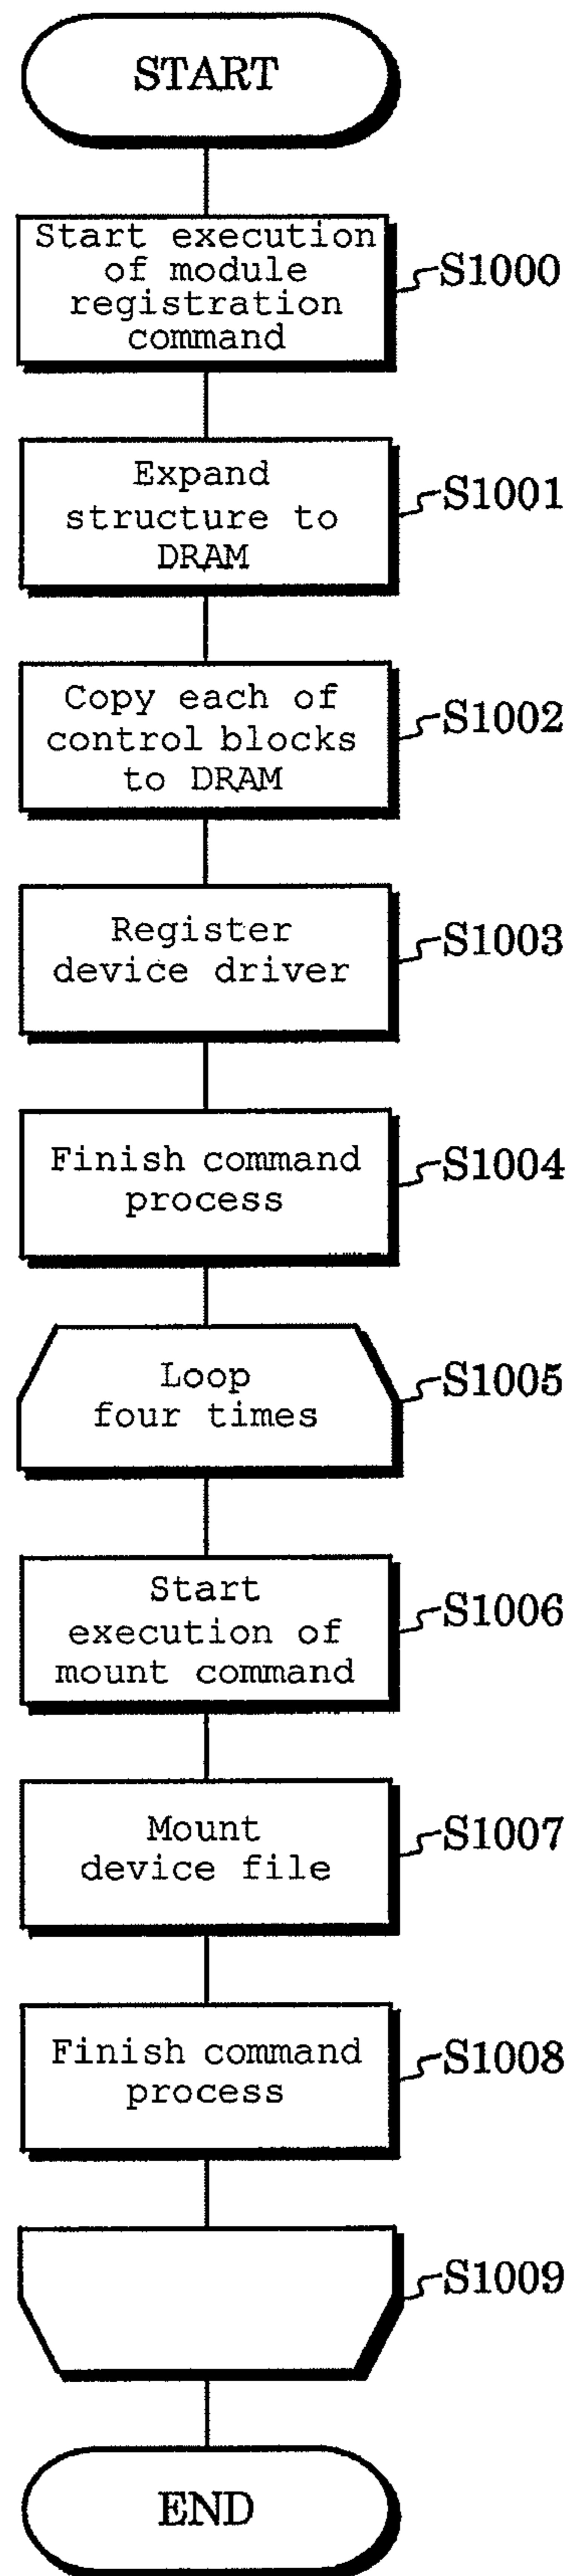 START
Start execution
of module
registration
command
S1000
Expand
structure to
DRAM
S1001
Copy each of
control blocks
to DRAM
S1002
Register
device driver
S1003
Finish command
process
S1004
Loop
four times
S1005
Start
execution of
mount command
S1006
Mount
device file
S1007
Finish command
process
S1008
S1009
END